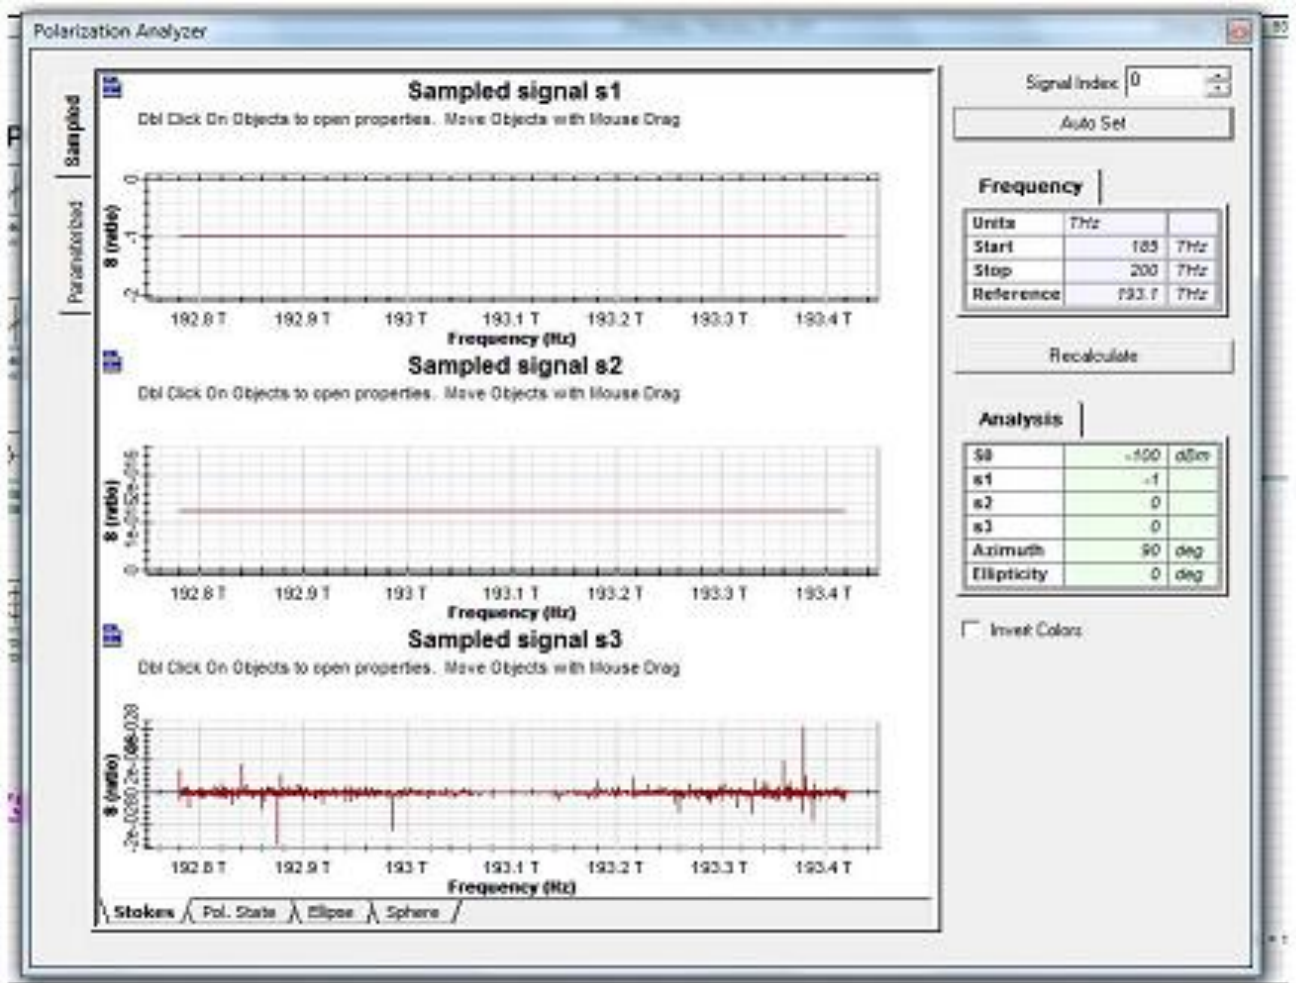 Polarization Analyzer
Sampled
Parameterized
Sampled signal s1
Dbl Click On Objects to open properties. Move Objects with Mouse Drag
S (ratio)
0
-1
-2
192.8 T 192.9 T 193 T 193.1 T 193.2 T 193.3 T 193.4 T
Frequency (Hz)
Sampled signal s2
Dbl Click On Objects to open properties. Move Objects with Mouse Drag
S (ratio)
0
192.8 T 192.9 T 193 T 193.1 T 193.2 T 193.3 T 193.4 T
Frequency (Hz)
Sampled signal s3
Dbl Click On Objects to open properties. Move Objects with Mouse Drag
S (ratio)
192.8 T 192.9 T 193 T 193.1 T 193.2 T 193.3 T 193.4 T
Frequency (Hz)
Stokes Pol. State Ellipse Sphere
Signal Index 0
Auto Set
Frequency
Units THz
Start 185 THz
Stop 200 THz
Reference 193.1 THz
Recalculate
Analysis
S0 -100 dBm
s1 -1
s2 0
s3 0
Azimuth 90 deg
Ellipticity 0 deg
Invert Colors